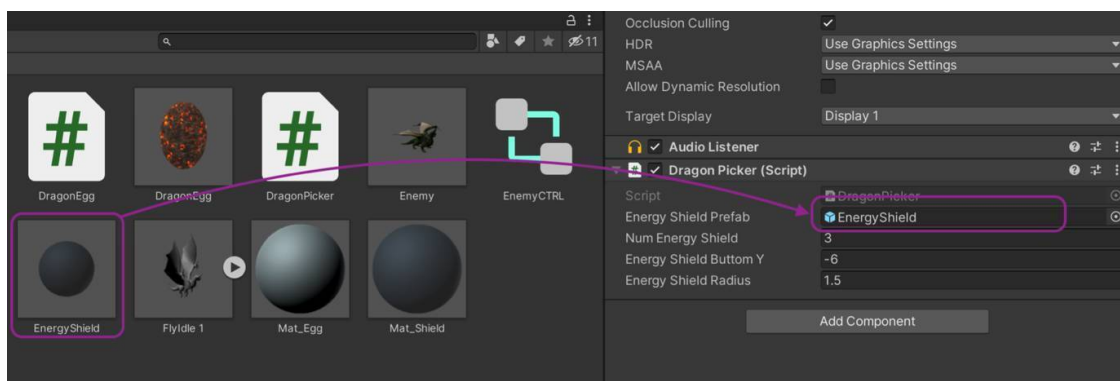 11
DragonEgg
DragonEgg
DragonPicker
Enemy
EnemyCTRL
EnergyShield
FlyIdle 1
Mat_Egg
Mat_Shield
Occlusion Culling
HDR Use Graphics Settings
MSAA Use Graphics Settings
Allow Dynamic Resolution
Target Display Display 1
Audio Listener
# Dragon Picker (Script)
Script DragonPicker
Energy Shield Prefab EnergyShield
Num Energy Shield 3
Energy Shield Buttom Y -6
Energy Shield Radius 1.5
Add Component